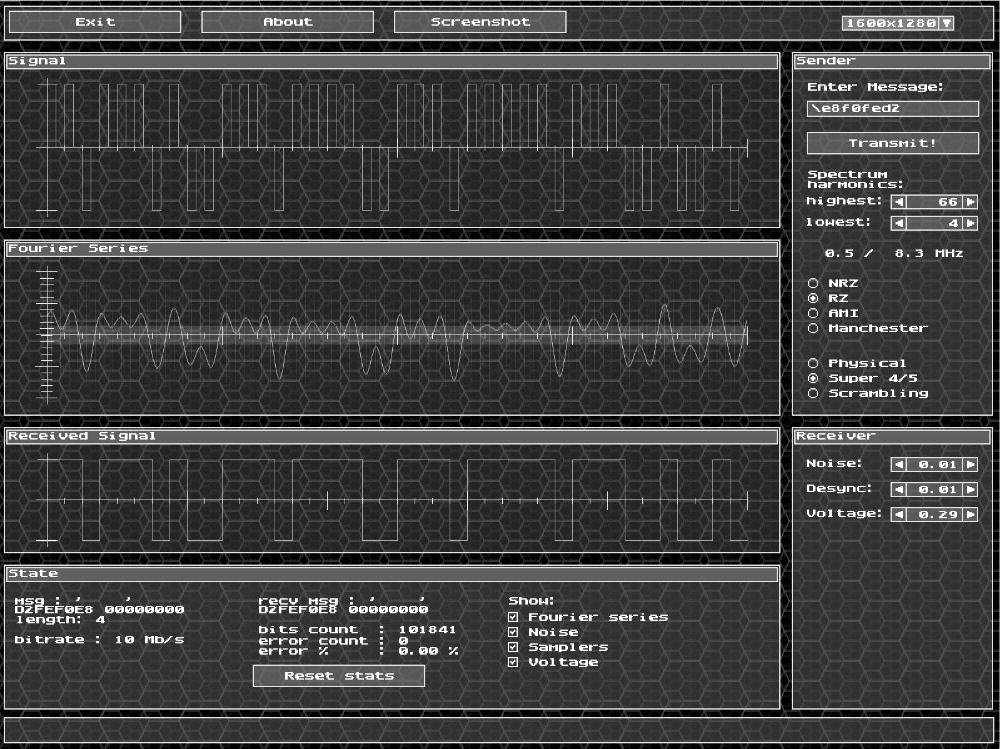 Exit About Screenshot 1600x1280
Signal
Sender
Enter Message:
\e8f0fed2
Transmit!
Spectrum
harmonics:
highest: 66
lowest: 4
0.5 / 8.3 MHz
NRZ
RZ
AMI
Manchester
Physical
Super 4/5
Scrambling
Fourier Series
Received Signal
Receiver
Noise: 0.01
Desync: 0.01
Voltage: 0.29
State
msg : ' '
D2FEF0E8 00000000
length: 4
bitrate : 10 Mb/s
recv msg : ' '
D2FEF0E8 00000000
bits count : 101841
error count : 0
error % : 0.00 %
Reset stats
Show:
Fourier series
Noise
Samplers
Voltage